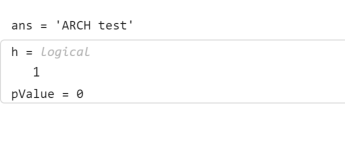 ans = 'ARCH test'
h = logical
1
pValue = 0